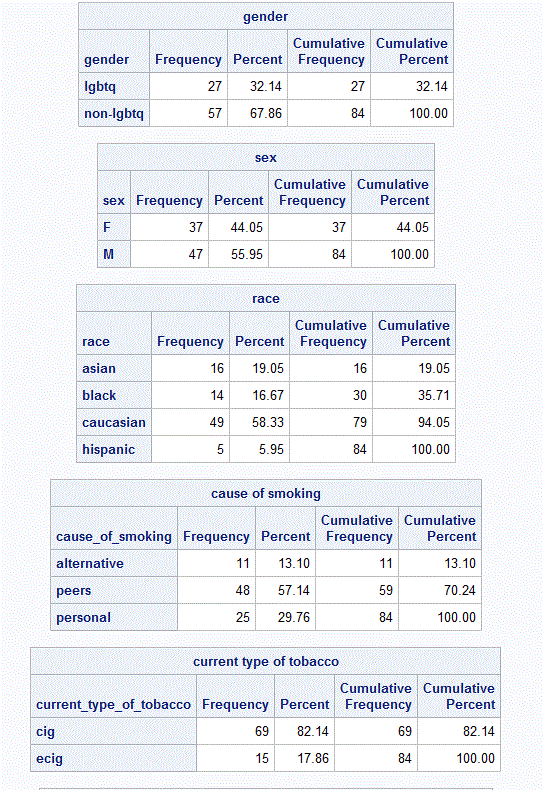 gender
gender Frequency Percent Cumulative Frequency Cumulative Percent
lgbtq 27 32.14 27 32.14
non-lgbtq 57 67.86 84 100.00
sex
sex Frequency Percent Cumulative Frequency Cumulative Percent
F 37 44.05 37 44.05
M 47 55.95 84 100.00
race
race Frequency Percent Cumulative Frequency Cumulative Percent
asian 16 19.05 16 19.05
black 14 16.67 30 35.71
caucasian 49 58.33 79 94.05
hispanic 5 5.95 84 100.00
cause of smoking
cause_of_smoking Frequency Percent Cumulative Frequency Cumulative Percent
alternative 11 13.10 11 13.10
peers 48 57.14 59 70.24
personal 25 29.76 84 100.00
current type of tobacco
current_type_of_tobacco Frequency Percent Cumulative Frequency Cumulative Percent
cig 69 82.14 69 82.14
ecig 15 17.86 84 100.00